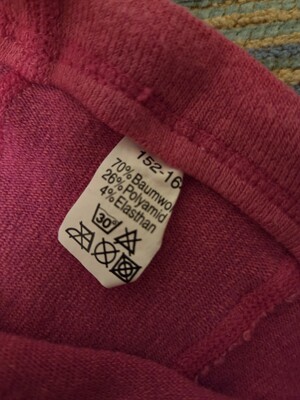 152-16
70% Baumwo
26% Polyamid
4% Elasthan
30°